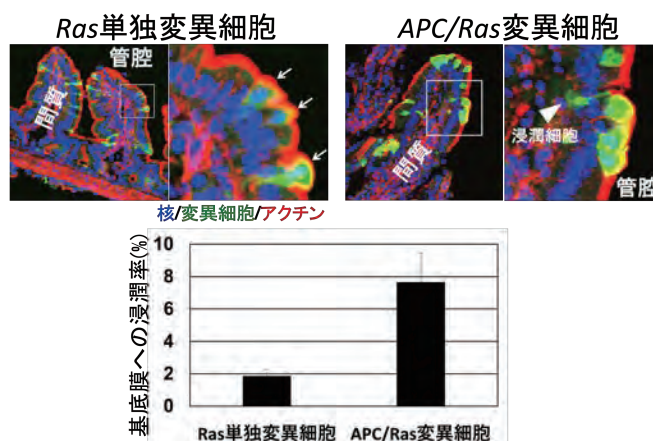 Ras単独変異細胞
APC/Ras変異細胞
管腔
間質
間質
浸潤細胞
管腔
核/変異細胞/アクチン
基底膜への浸潤率(%)
10
8
6
4
2
0
Ras単独変異細胞
APC/Ras変異細胞